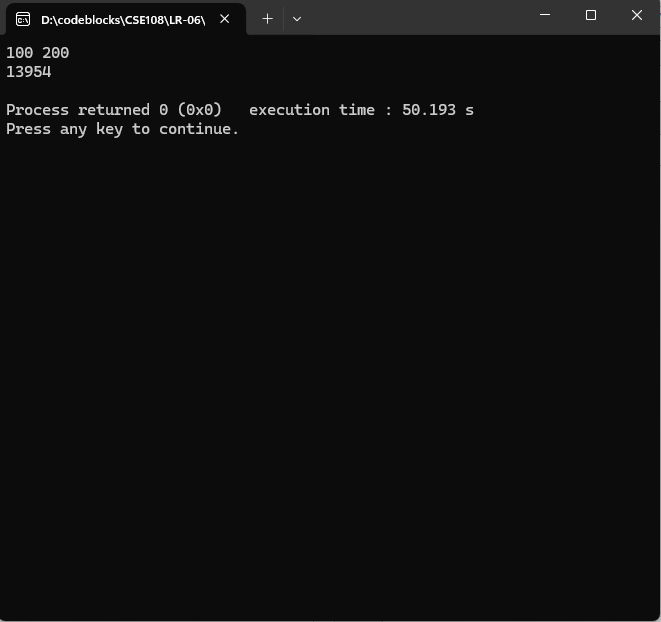 D:\codeblocks\CSE108\LR-06\
100 200
13954
Process returned 0 (0x0)   execution time : 50.193 s
Press any key to continue.